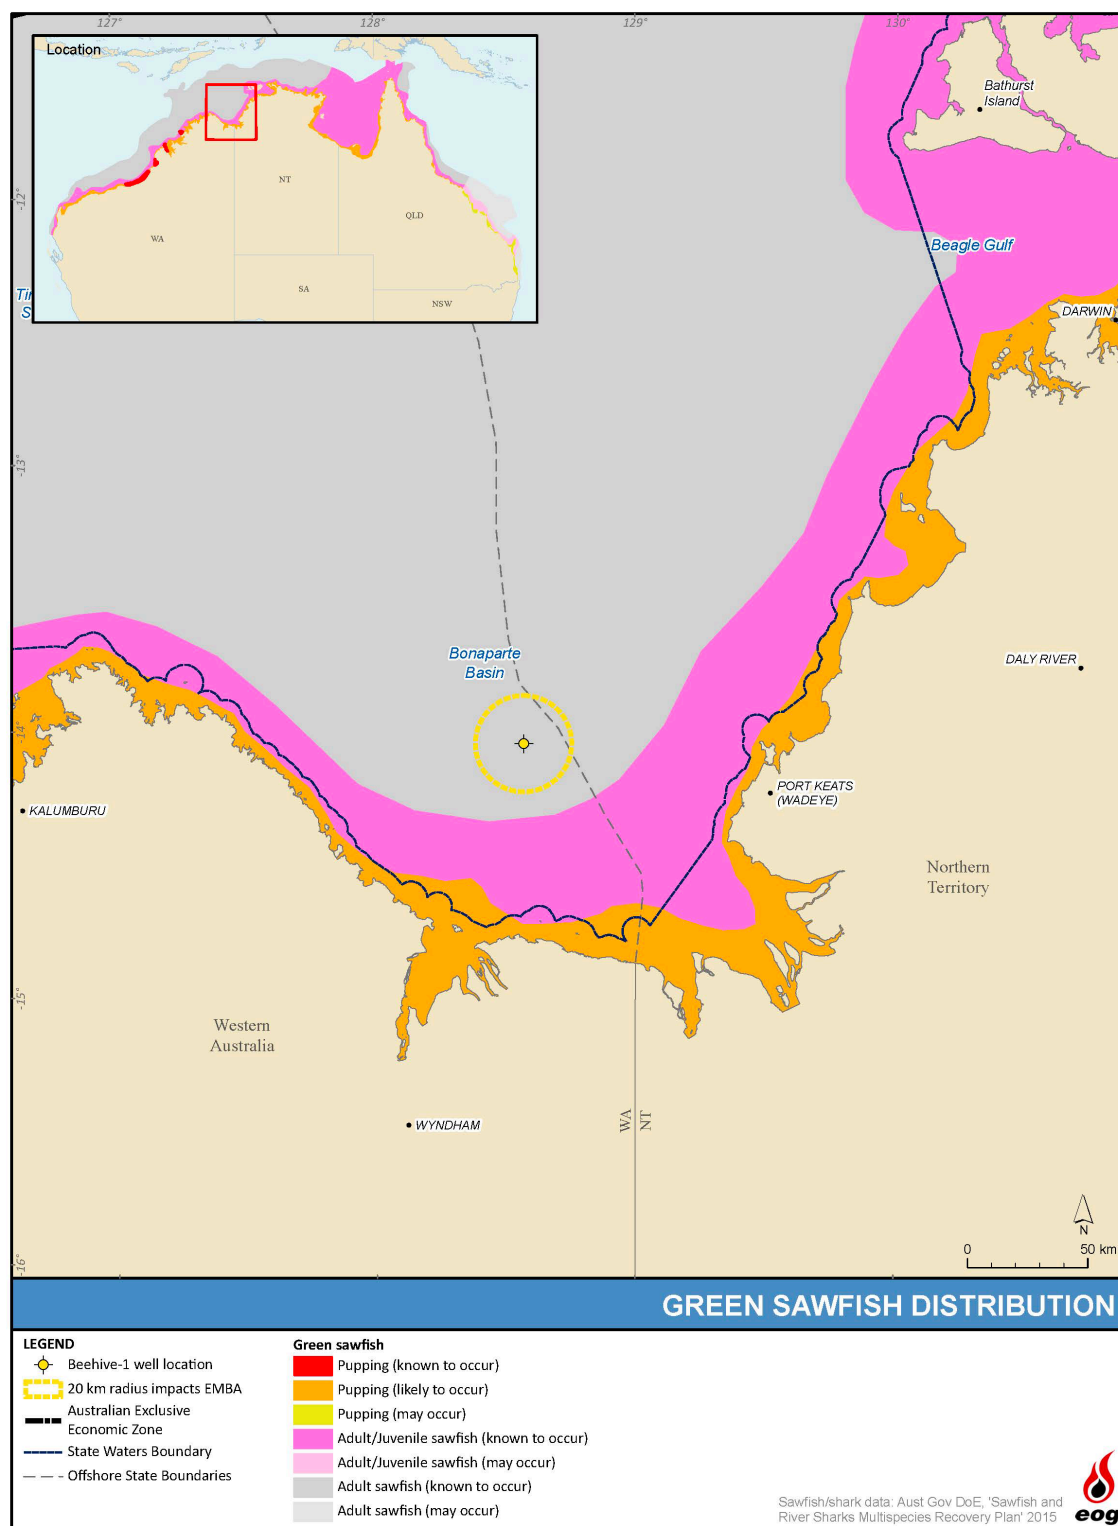 127°
128°
129°
130°
Location
NT
QLD
WA
SA
NSW
Bathurst
Island
-12°
Beagle Gulf
DARWIN
-13°
Bonaparte
Basin
DALY RIVER
-14°
PORT KEATS
(WADEYE)
KALUMBURU
Northern
Territory
-15°
Western
Australia
WA
NT
WYNDHAM
N
-16°
0
50 km
GREEN SAWFISH DISTRIBUTION
LEGEND
Beehive-1 well location
20 km radius impacts EMBA
Australian Exclusive
Economic Zone
State Waters Boundary
Offshore State Boundaries
Green sawfish
Pupping (known to occur)
Pupping (likely to occur)
Pupping (may occur)
Adult/Juvenile sawfish (known to occur)
Adult/Juvenile sawfish (may occur)
Adult sawfish (known to occur)
Adult sawfish (may occur)
Sawfish/shark data: Aust Gov DoE, 'Sawfish and
River Sharks Multispecies Recovery Plan' 2015
eog